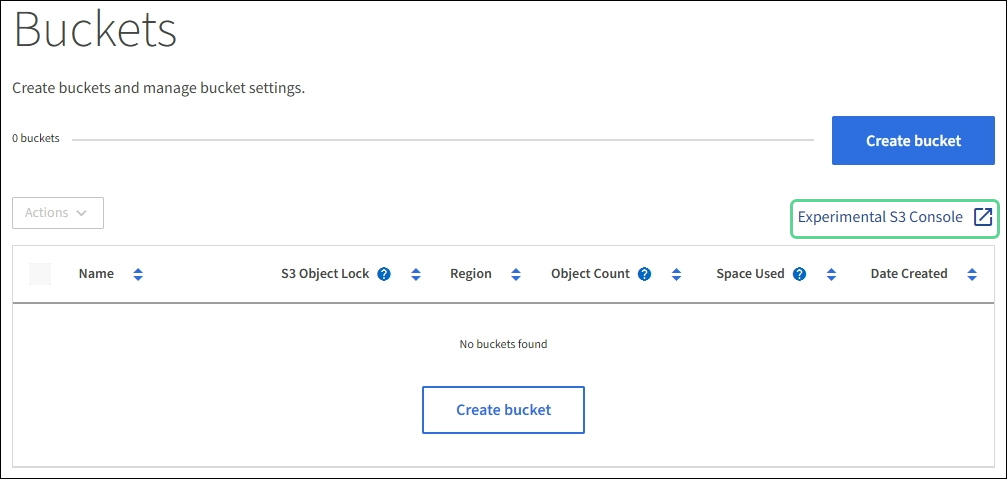 Buckets
Create buckets and manage bucket settings.
0 buckets
Create bucket
Actions
Experimental S3 Console
Name S3 Object Lock ? Region Object Count ? Space Used ? Date Created
No buckets found
Create bucket